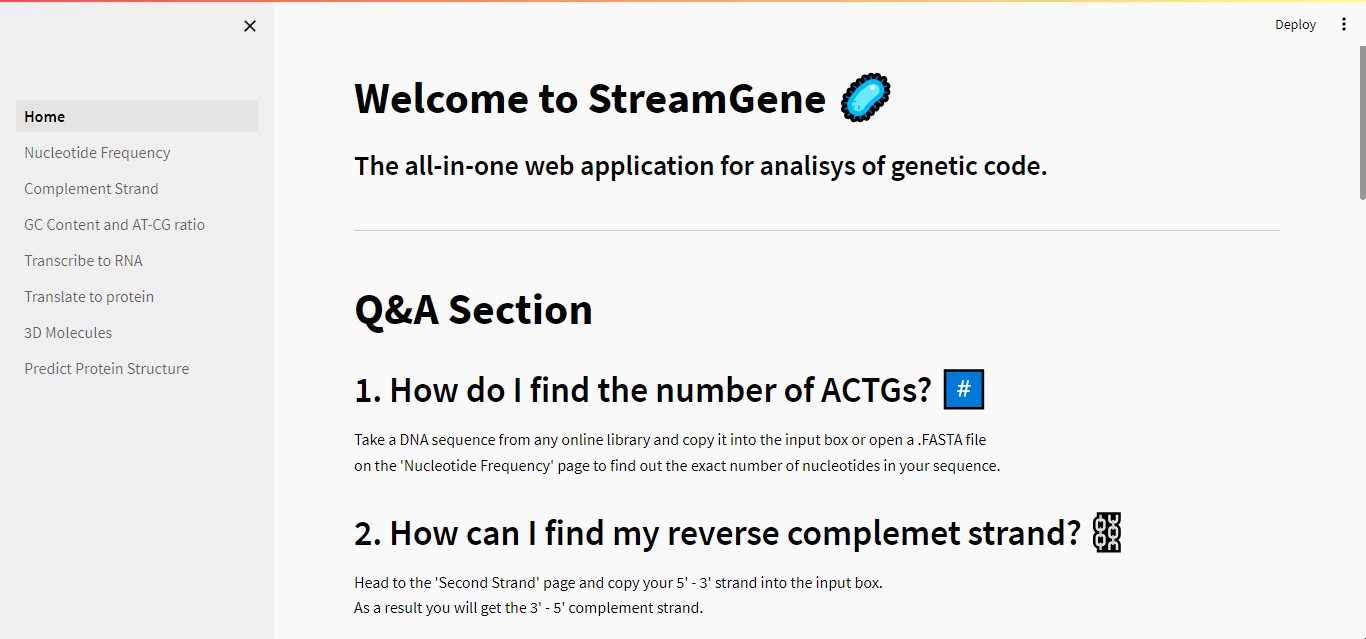 Deploy
Home
Nucleotide Frequency
Complement Strand
GC Content and AT-CG ratio
Transcribe to RNA
Translate to protein
3D Molecules
Predict Protein Structure
Welcome to StreamGene
The all-in-one web application for analisys of genetic code.
Q&A Section
1. How do I find the number of ACTGs? #
Take a DNA sequence from any online library and copy it into the input box or open a .FASTA file
on the 'Nucleotide Frequency' page to find out the exact number of nucleotides in your sequence.
2. How can I find my reverse complemet strand?
Head to the 'Second Strand' page and copy your 5' - 3' strand into the input box.
As a result you will get the 3' - 5' complement strand.